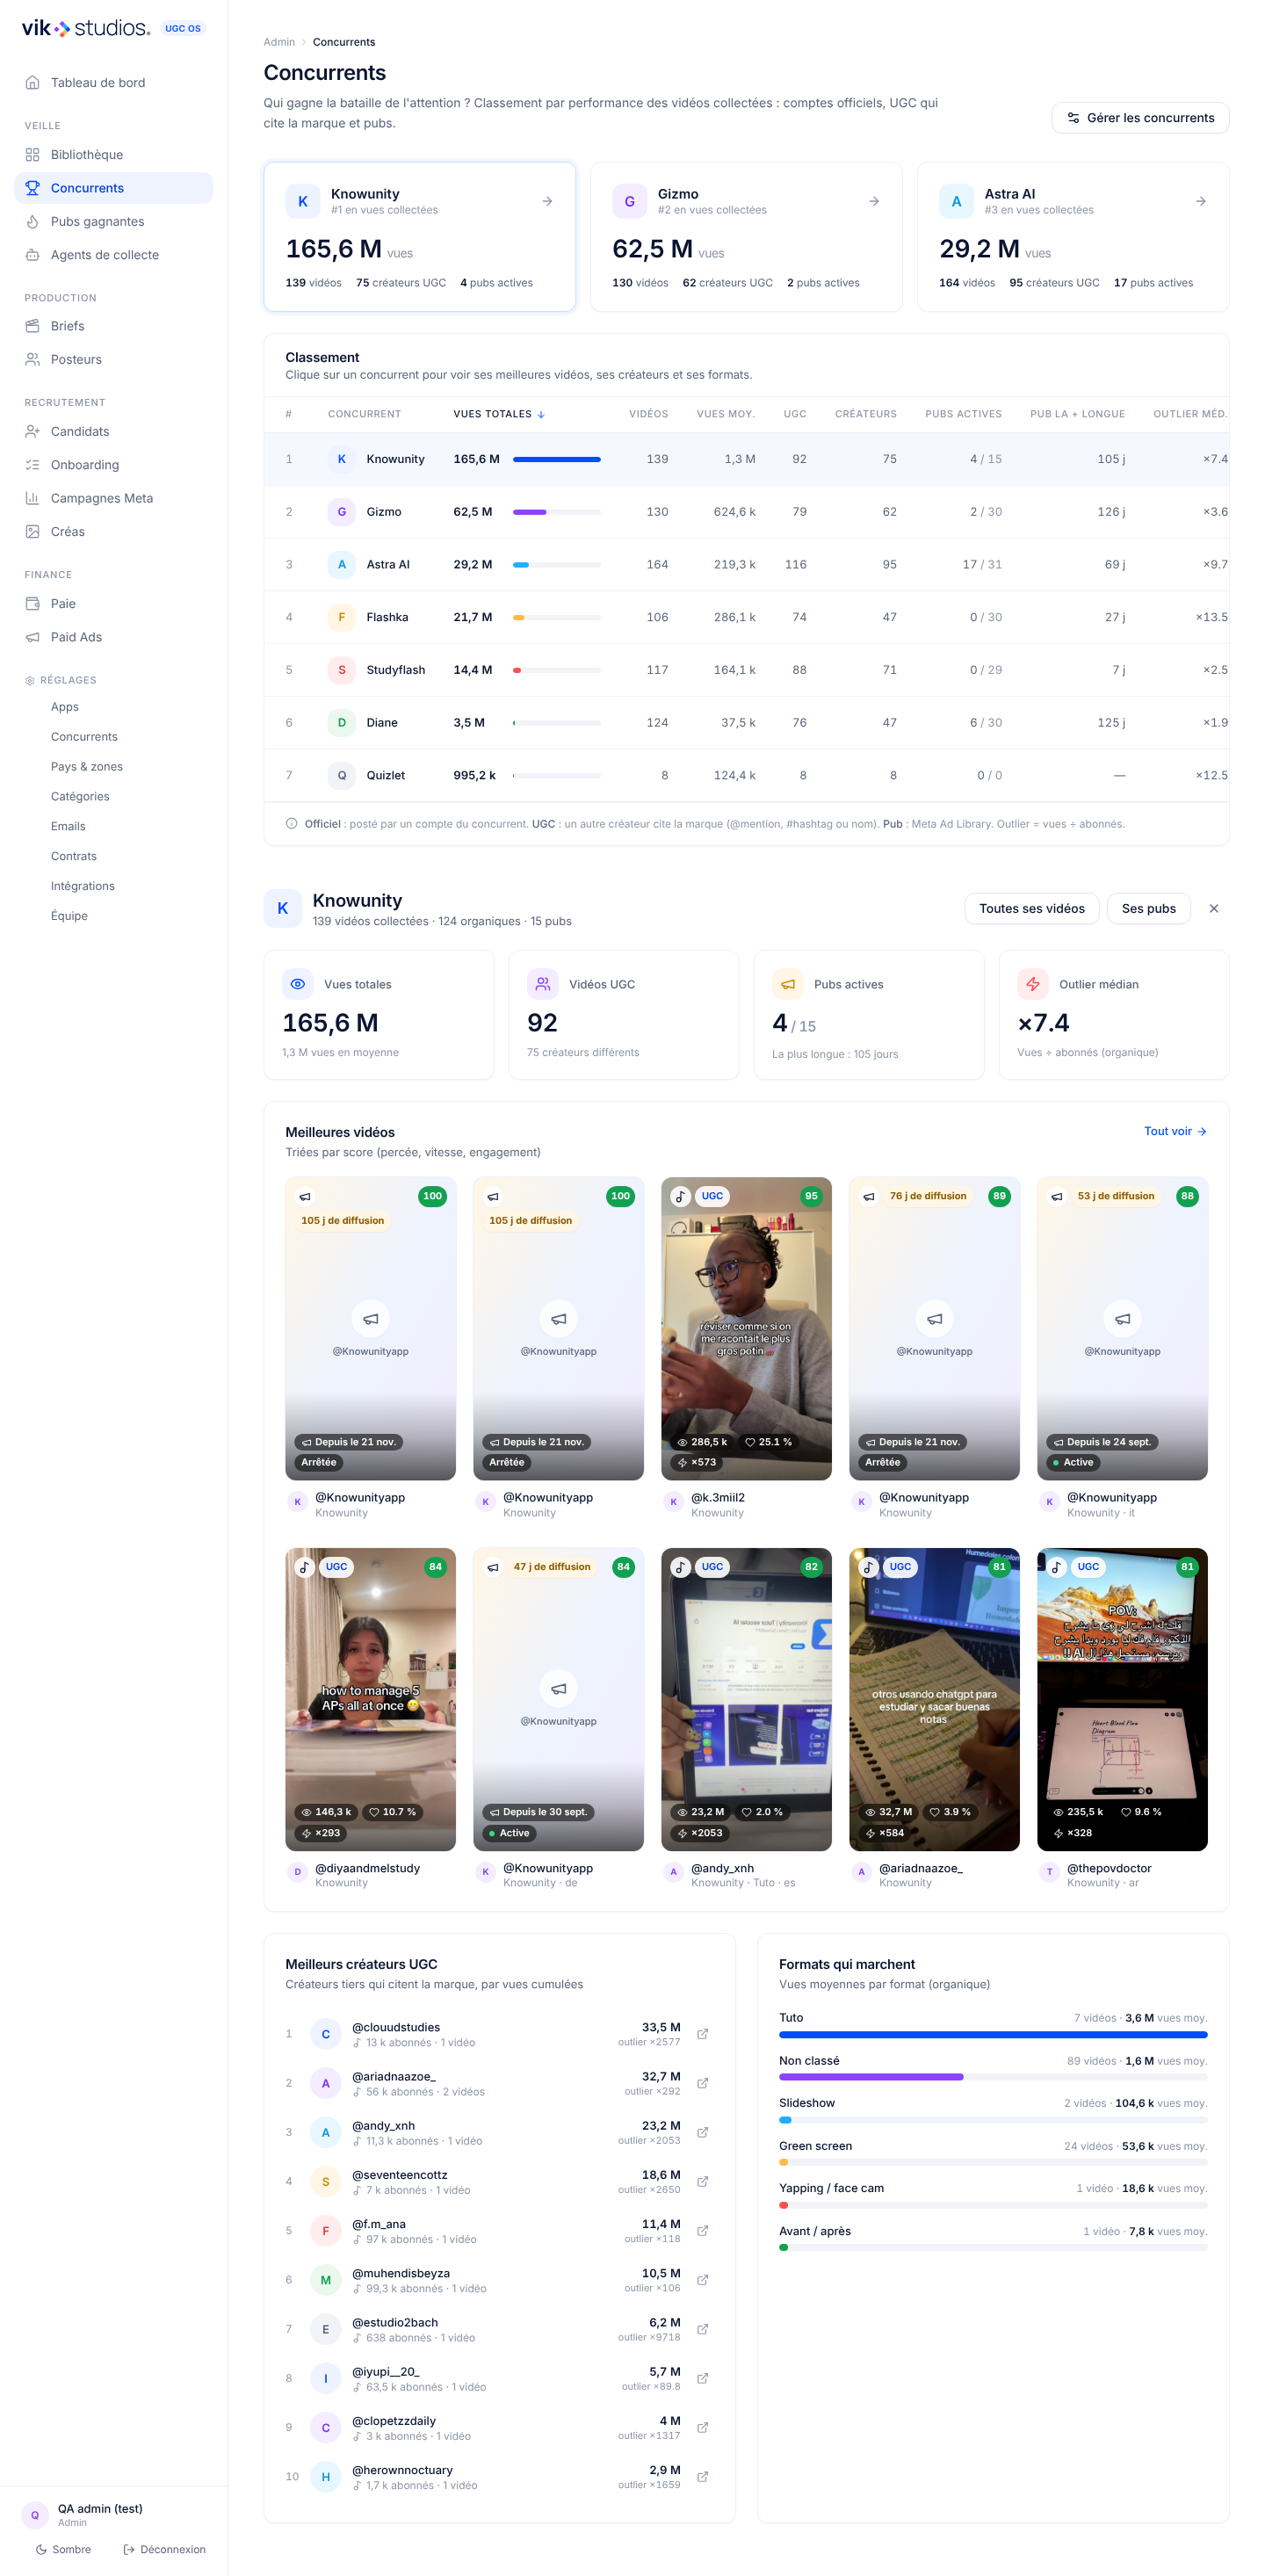 vik studios. UGC OS
Tableau de bord
VEILLE
Bibliothèque
Concurrents
Pubs gagnantes
Agents de collecte
PRODUCTION
Briefs
Posteurs
RECRUTEMENT
Candidats
Onboarding
Campagnes Meta
Créas
FINANCE
Paie
Paid Ads
RÉGLAGES
Apps
Concurrents
Pays & zones
Catégories
Emails
Contrats
Intégrations
Équipe
Q QA admin (test)
Admin
Sombre Déconnexion
Admin > Concurrents
Concurrents
Qui gagne la bataille de l'attention ? Classement par performance des vidéos collectées : comptes officiels, UGC qui
cite la marque et pubs.
Gérer les concurrents
K Knowunity
#1 en vues collectées
165,6 M vues
139 vidéos 75 créateurs UGC 4 pubs actives
G Gizmo
#2 en vues collectées
62,5 M vues
130 vidéos 62 créateurs UGC 2 pubs actives
A Astra AI
#3 en vues collectées
29,2 M vues
164 vidéos 95 créateurs UGC 17 pubs actives
Classement
Clique sur un concurrent pour voir ses meilleures vidéos, ses créateurs et ses formats.
# CONCURRENT VUES TOTALES ↓ VIDÉOS VUES MOY. UGC CRÉATEURS PUBS ACTIVES PUB LA + LONGUE OUTLIER MÉD.
1 K Knowunity 165,6 M 139 1,3 M 92 75 4 / 15 105 j ×7.4
2 G Gizmo 62,5 M 130 624,6 k 79 62 2 / 30 126 j ×3.6
3 A Astra AI 29,2 M 164 219,3 k 116 95 17 / 31 69 j ×9.7
4 F Flashka 21,7 M 106 286,1 k 74 47 0 / 30 27 j ×13.5
5 S Studyflash 14,4 M 117 164,1 k 88 71 0 / 29 7 j ×2.5
6 D Diane 3,5 M 124 37,5 k 76 47 6 / 30 125 j ×1.9
7 Q Quizlet 995,2 k 8 124,4 k 8 8 0 / 0 — ×12.5
Officiel : posté par un compte du concurrent. UGC : un autre créateur cite la marque (@mention, #hashtag ou nom). Pub : Meta Ad Library. Outlier = vues ÷ abonnés.
K Knowunity
139 vidéos collectées · 124 organiques · 15 pubs
Toutes ses vidéos Ses pubs ×
Vues totales
165,6 M
1,3 M vues en moyenne
Vidéos UGC
92
75 créateurs différents
Pubs actives
4 / 15
La plus longue : 105 jours
Outlier médian
×7.4
Vues ÷ abonnés (organique)
Meilleures vidéos
Tout voir →
Triées par score (percée, vitesse, engagement)
100
105 j de diffusion
@Knowunityapp
Depuis le 21 nov.
Arrêtée
K @Knowunityapp
Knowunity
100
105 j de diffusion
@Knowunityapp
Depuis le 21 nov.
Arrêtée
K @Knowunityapp
Knowunity
UGC 95
réviser comme si on
me racontait le plus
gros potin
286,5 k 25.1 %
×573
K @k.3miil2
Knowunity
76 j de diffusion 89
@Knowunityapp
Depuis le 21 nov.
Arrêtée
K @Knowunityapp
Knowunity
53 j de diffusion 88
@Knowunityapp
Depuis le 24 sept.
Active
K @Knowunityapp
Knowunity · it
UGC 84
how to manage 5
APs all at once 😬
146,3 k 10.7 %
×293
D @diyaandmelstudy
Knowunity
47 j de diffusion 84
@Knowunityapp
Depuis le 30 sept.
Active
K @Knowunityapp
Knowunity · de
UGC 82
23,2 M 2.0 %
×2053
A @andy_xnh
Knowunity · Tuto · es
UGC 81
otros usando chatgpt para
estudiar y sacar buenas
notas
32,7 M 3.9 %
×584
A @ariadnaazoe_
Knowunity
UGC 81
POV:
Heart Blood Flow
Diagram
235,5 k 9.6 %
×328
T @thepovdoctor
Knowunity · ar
Meilleurs créateurs UGC
Créateurs tiers qui citent la marque, par vues cumulées
1 C @clouudstudies 33,5 M
13 k abonnés · 1 vidéo outlier ×2577
2 A @ariadnaazoe_ 32,7 M
56 k abonnés · 2 vidéos outlier ×292
3 A @andy_xnh 23,2 M
11,3 k abonnés · 1 vidéo outlier ×2053
4 S @seventeencottz 18,6 M
7 k abonnés · 1 vidéo outlier ×2650
5 F @f.m_ana 11,4 M
97 k abonnés · 1 vidéo outlier ×118
6 M @muhendisbeyza 10,5 M
99,3 k abonnés · 1 vidéo outlier ×106
7 E @estudio2bach 6,2 M
638 abonnés · 1 vidéo outlier ×9718
8 I @iyupi__20_ 5,7 M
63,5 k abonnés · 1 vidéo outlier ×89.8
9 C @clopetzzdaily 4 M
3 k abonnés · 1 vidéo outlier ×1317
10 H @herownnoctuary 2,9 M
1,7 k abonnés · 1 vidéo outlier ×1659
Formats qui marchent
Vues moyennes par format (organique)
Tuto 7 vidéos · 3,6 M vues moy.
Non classé 89 vidéos · 1,6 M vues moy.
Slideshow 2 vidéos · 104,6 k vues moy.
Green screen 24 vidéos · 53,6 k vues moy.
Yapping / face cam 1 vidéo · 18,6 k vues moy.
Avant / après 1 vidéo · 7,8 k vues moy.